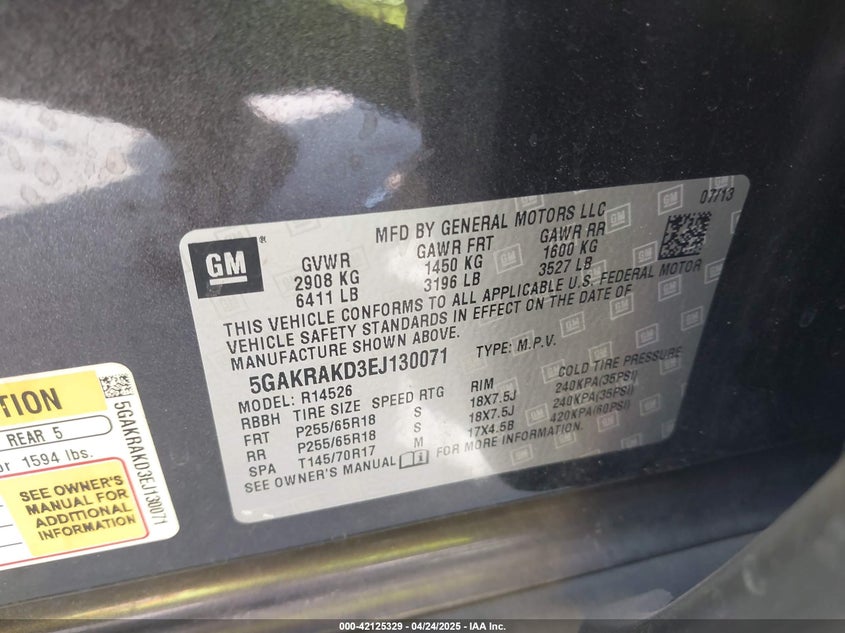 07/13
GM
MFD BY GENERAL MOTORS LLC
GVWR GAWR FRT GAWR RR
2908 KG 1450 KG 1600 KG
6411 LB 3196 LB 3527 LB
THIS VEHICLE CONFORMS TO ALL APPLICABLE U.S. FEDERAL MOTOR
VEHICLE SAFETY STANDARDS IN EFFECT ON THE DATE OF
MANUFACTURE SHOWN ABOVE.
5GAKRAKD3EJ130071 TYPE: M.P.V.
MODEL: R14526
RBBH TIRE SIZE SPEED RTG RIM COLD TIRE PRESSURE
FRT P255/65R18 S 18X7.5J 240KPA(35PSI)
RR P255/65R18 S 18X7.5J 240KPA(35PSI)
SPA T145/70R17 M 17X4.5B 420KPA(60PSI)
SEE OWNER'S MANUAL FOR MORE INFORMATION.
TION
REAR 5
or 1594 lbs.
SEE OWNER'S
MANUAL FOR
ADDITIONAL
INFORMATION
5GAKRAKD3EJ130071
000-42125329 - 04/24/2025 - IAA Inc.